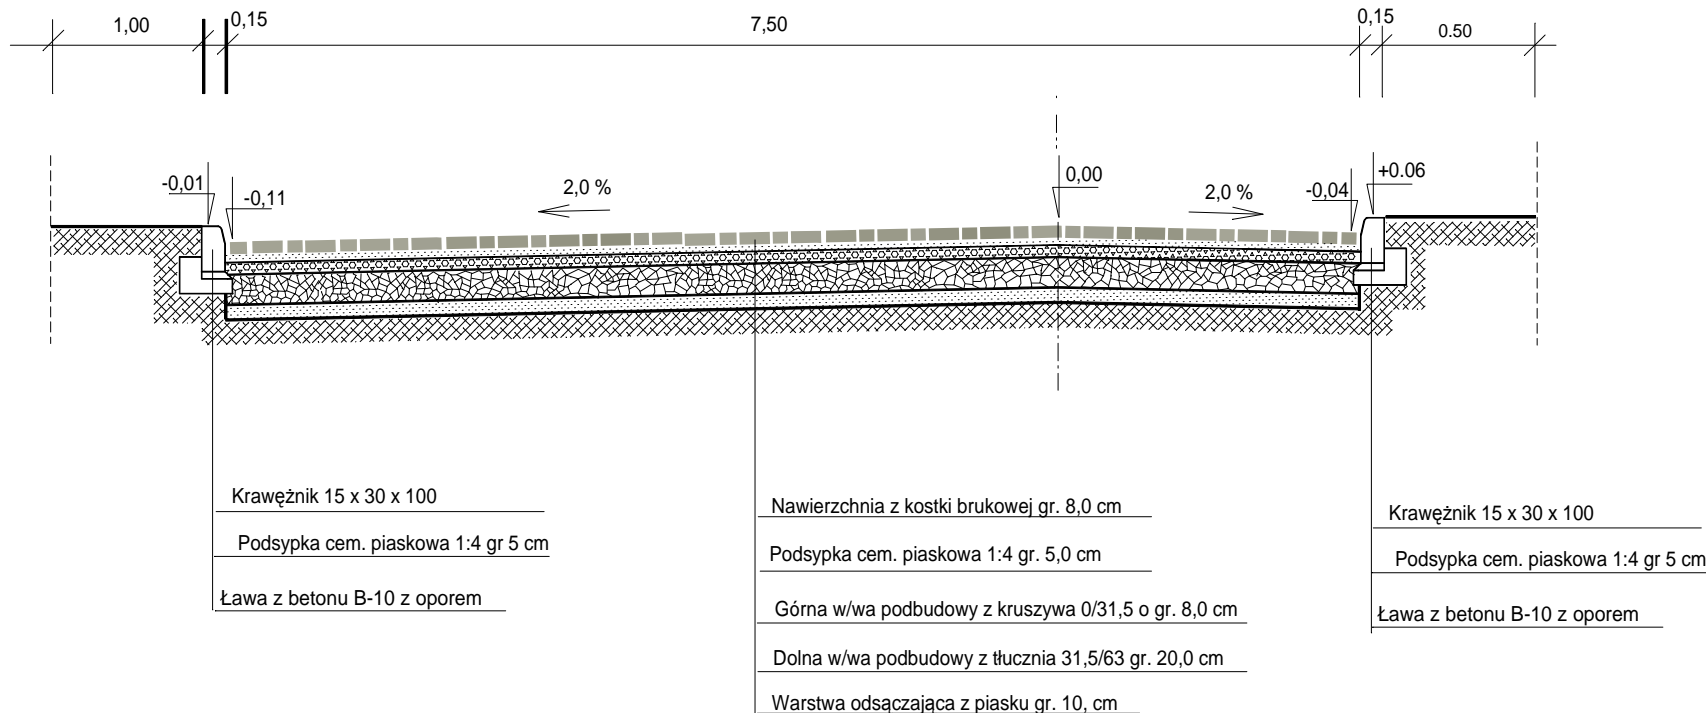 1,00
0,15
7,50
0,15
0.50
-0,01
-0,11
2,0 %
0,00
2,0 %
-0,04
+0.06
Krawężnik 15 x 30 x 100
Podsypka cem. piaskowa 1:4 gr 5 cm
Ława z betonu B-10 z oporem
Nawierzchnia z kostki brukowej gr. 8,0 cm
Podsypka cem. piaskowa 1:4 gr. 5,0 cm
Górna w/wa podbudowy z kruszywa 0/31,5 o gr. 8,0 cm
Dolna w/wa podbudowy z tłucznia 31,5/63 gr. 20,0 cm
Warstwa odsączająca z piasku gr. 10, cm
Krawężnik 15 x 30 x 100
Podsypka cem. piaskowa 1:4 gr 5 cm
Ława z betonu B-10 z oporem